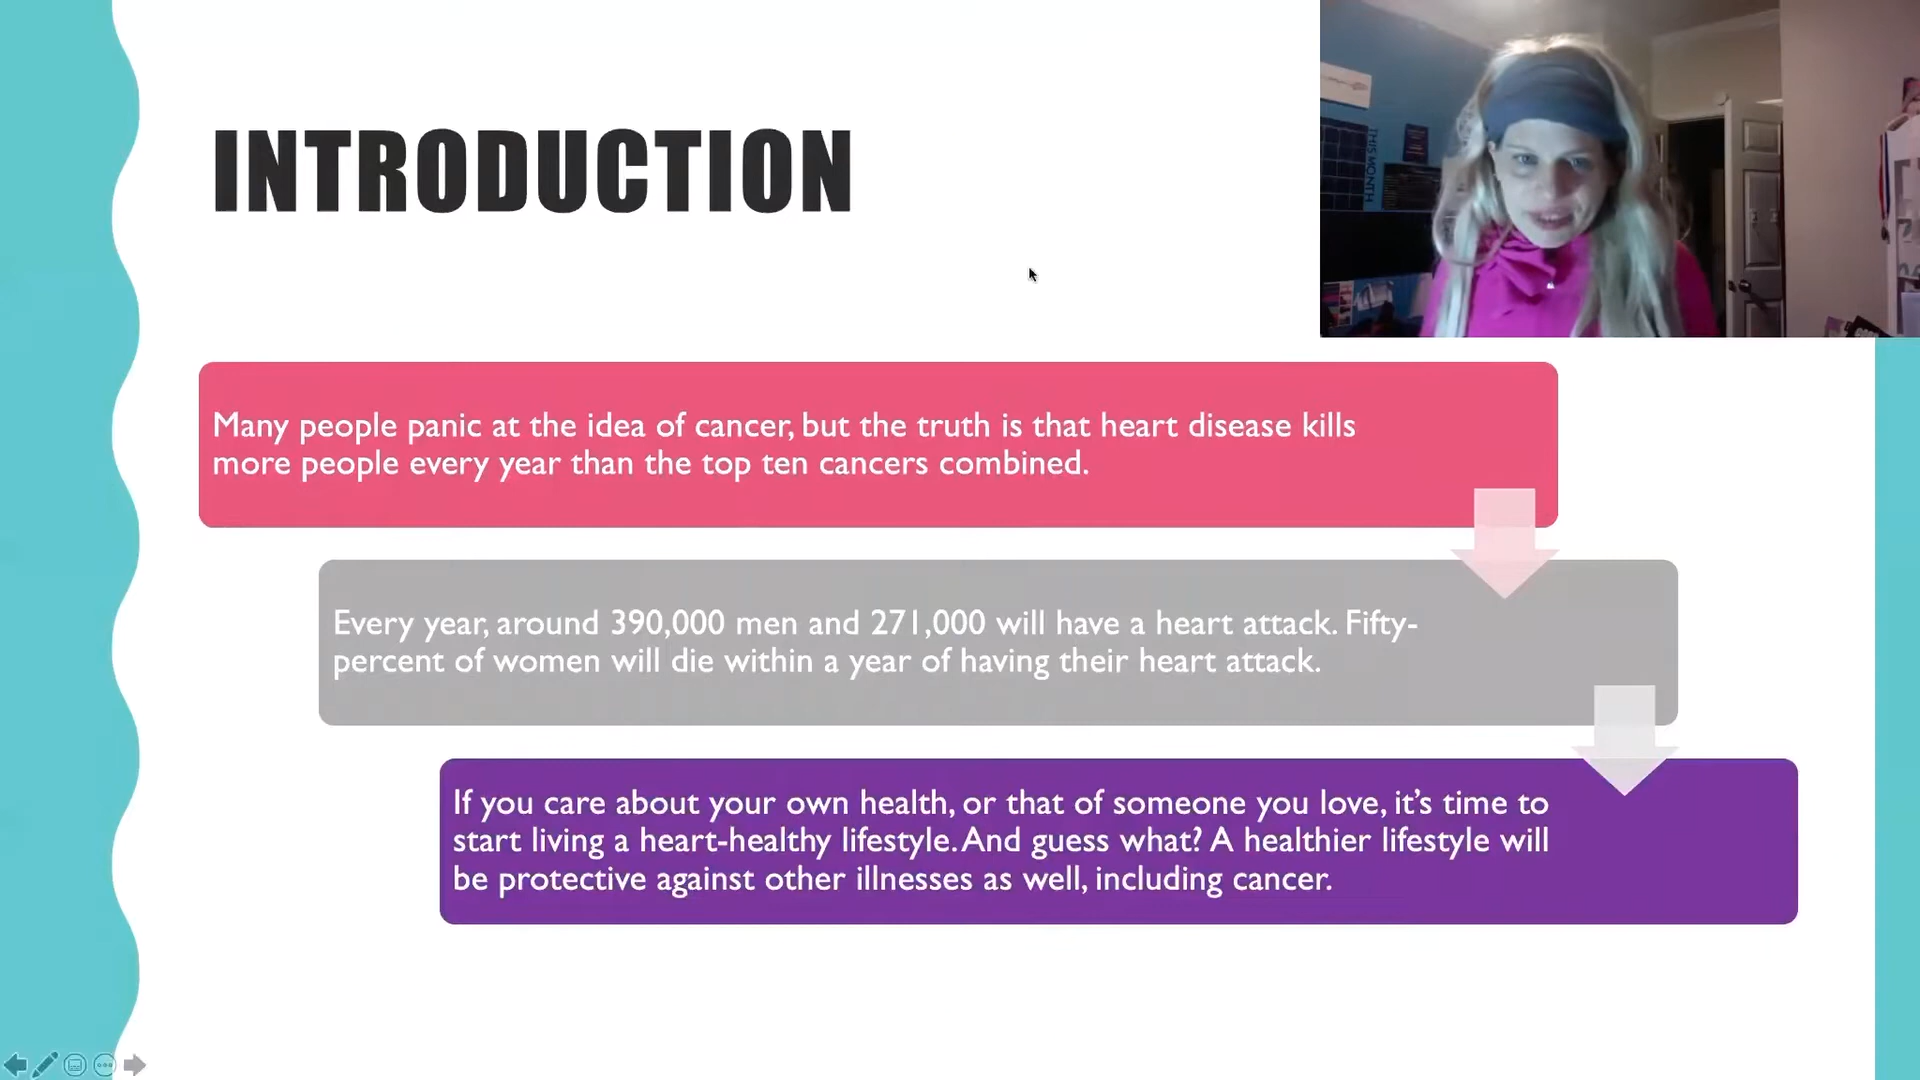 INTRODUCTION
THIS MONTH
Many people panic at the idea of cancer, but the truth is that heart disease kills
more people every year than the top ten cancers combined.
Every year, around 390,000 men and 271,000 will have a heart attack. Fifty-
percent of women will die within a year of having their heart attack.
If you care about your own health, or that of someone you love, it's time to
start living a heart-healthy lifestyle. And guess what? A healthier lifestyle will
be protective against other illnesses as well, including cancer.